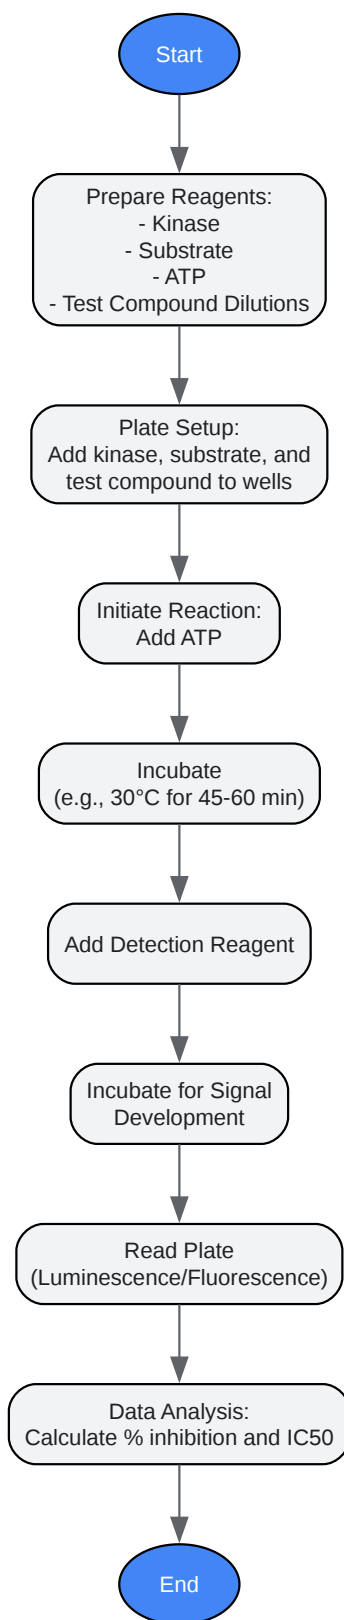 Start
Prepare Reagents:
- Kinase
- Substrate
- ATP
- Test Compound Dilutions
Plate Setup:
Add kinase, substrate, and
test compound to wells
Initiate Reaction:
Add ATP
Incubate
(e.g., 30°C for 45-60 min)
Add Detection Reagent
Incubate for Signal
Development
Read Plate
(Luminescence/Fluorescence)
Data Analysis:
Calculate % inhibition and IC50
End